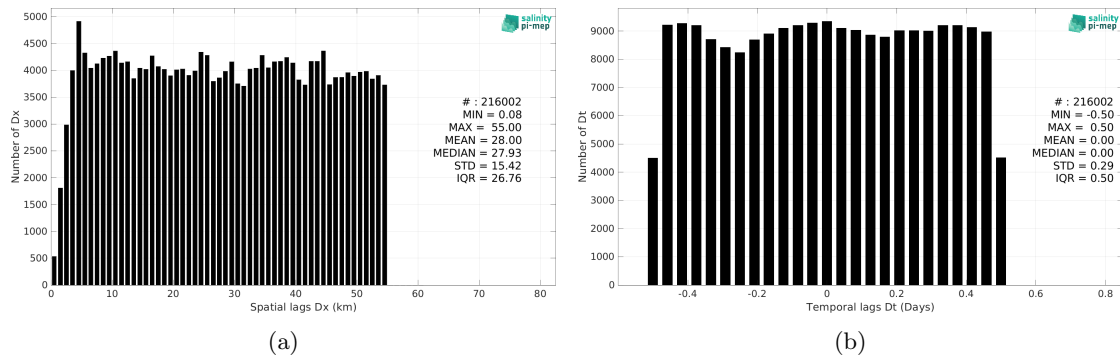 5000
4500
4000
3500
3000
2500
2000
1500
1000
500
0
Number of Dx
0 10 20 30 40 50 60 70 80
Spatial lags Dx (km)
salinity
pi-mep
# : 216002
MIN = 0.08
MAX = 55.00
MEAN = 28.00
MEDIAN = 27.93
STD = 15.42
IQR = 26.76
(a)
9000
8000
7000
6000
5000
4000
3000
2000
1000
0
Number of Dt
-0.4 -0.2 0 0.2 0.4 0.6 0.8
Temporal lags Dt (Days)
salinity
pi-mep
# : 216002
MIN = -0.50
MAX = 0.50
MEAN = 0.00
MEDIAN = 0.00
STD = 0.29
IQR = 0.50
(b)